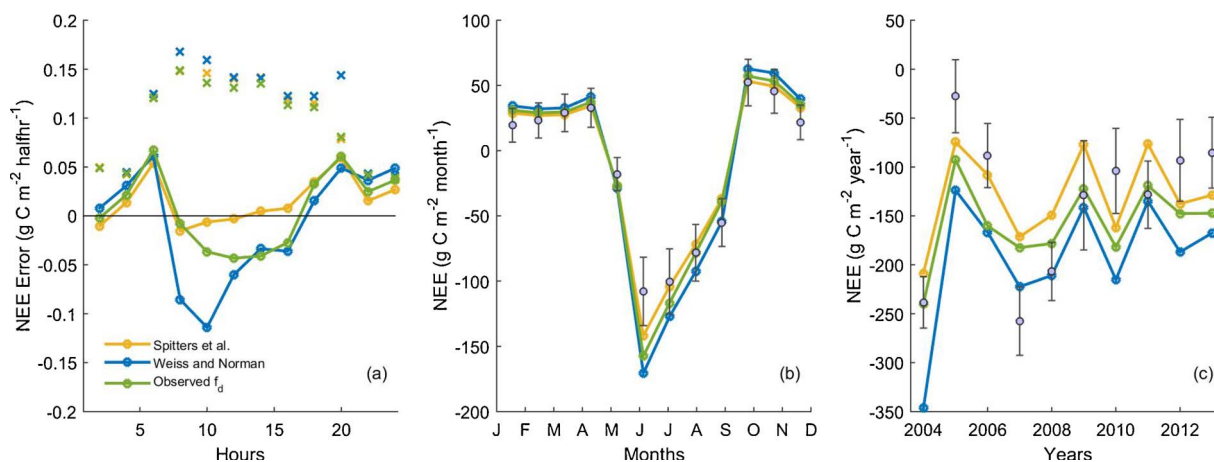 0.2
0.15
0.1
0.05
0
-0.05
-0.1
-0.15
-0.2
NEE Error (g C m-2 halfhr-1)
5
10
15
20
Hours
Spitters et al.
Weiss and Norman
Observed fd
(a)
100
50
0
-50
-100
-150
-200
NEE (g C m-2 month-1)
J F M A M J J A S O N D
Months
(b)
50
0
-50
-100
-150
-200
-250
-300
-350
NEE (g C m-2 year-1)
2004 2006 2008 2010 2012
Years
(c)